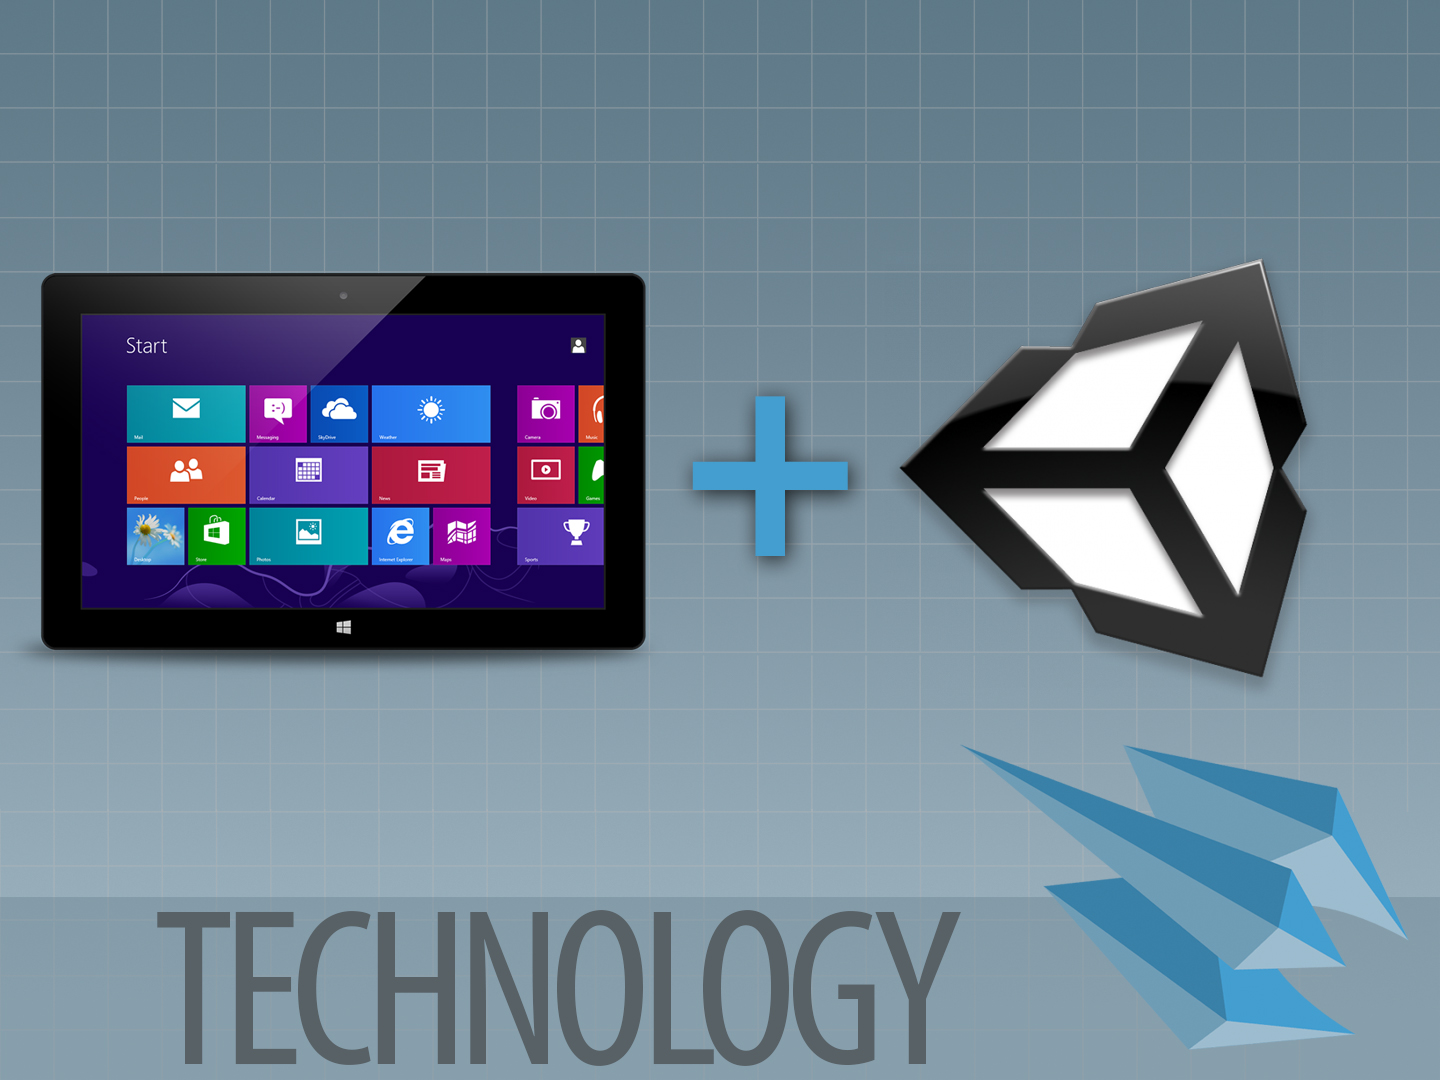 Start
Mail
Messaging
SkyDrive
Weather
Camera
Music
People
Calendar
News
Video
Games
Desktop
Store
Photos
Internet Explorer
Maps
Sports
TECHNOLOGY